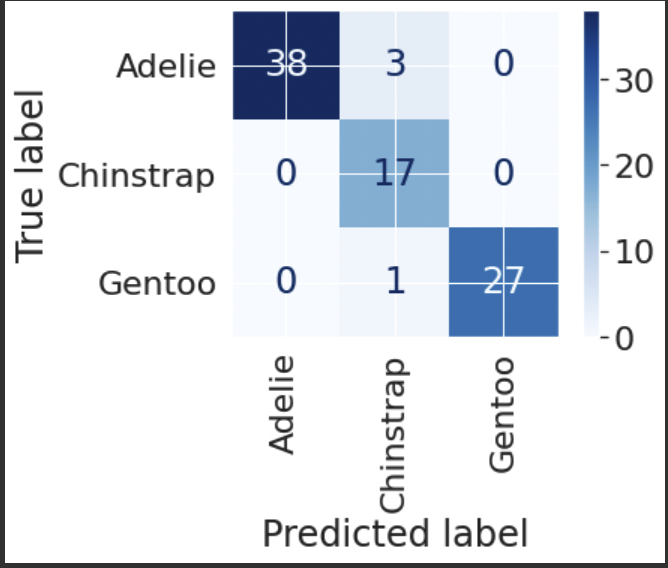 Adelie 38 3 0
Chinstrap 0 17 0
Gentoo 0 1 27
True label
Adelie Chinstrap Gentoo
Predicted label
30
20
10
0